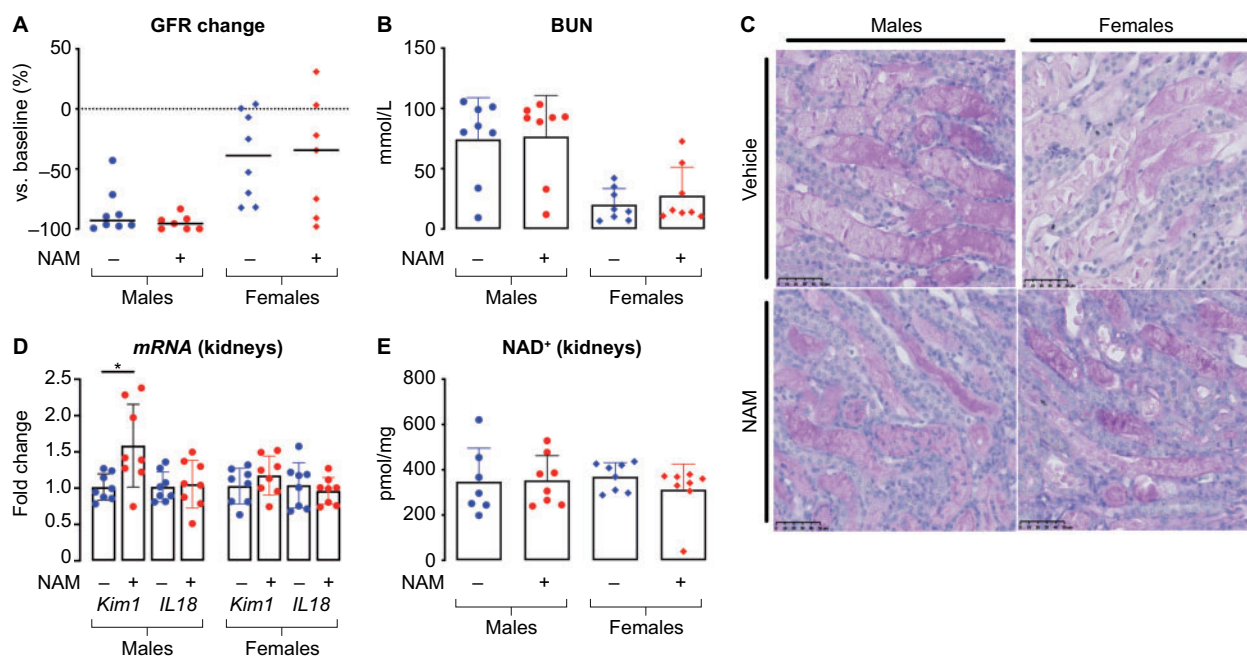 A
GFR change
vs. baseline (%)
50
0
−50
−100
NAM
– + – +
Males Females
B
BUN
mmol/L
150
100
50
0
– + – +
Males Females
C
Males Females
Vehicle
NAM
D
mRNA (kidneys)
Fold change
2.5
2.0
1.5
1.0
0.5
0
*
NAM
– + – + – + – +
Kim1 IL18 Kim1 IL18
Males Females
E
NAD⁺ (kidneys)
pmol/mg
800
600
400
200
0
– + – +
Males Females